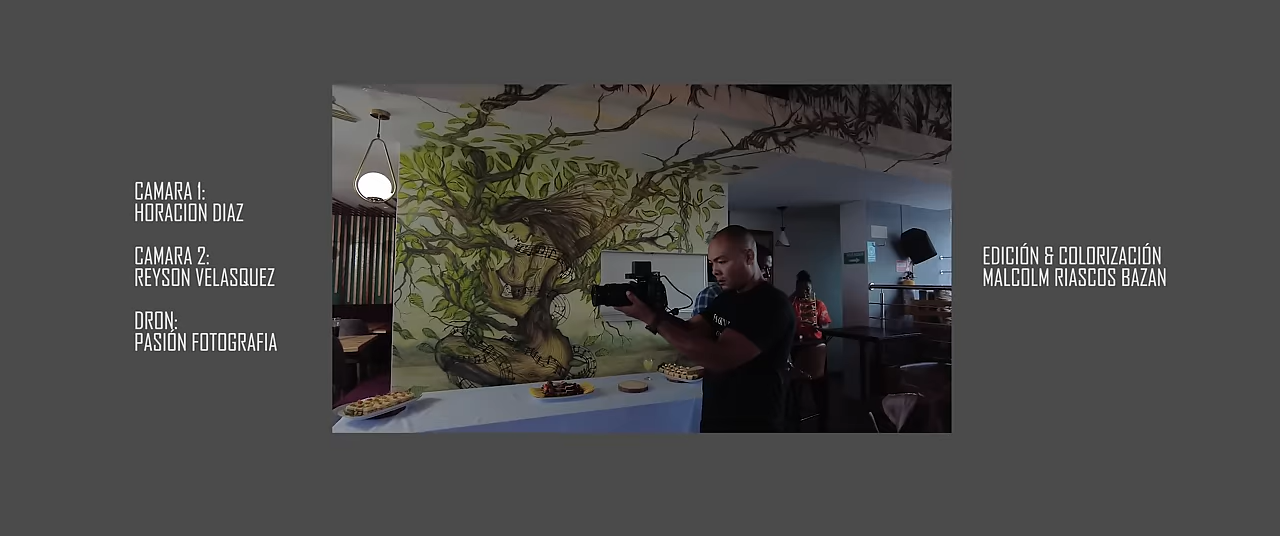 CAMARA 1:
HORACION DIAZ
CAMARA 2:
REYSON VELASQUEZ
DRON:
PASIÓN FOTOGRAFIA
EDICIÓN & COLORIZACIÓN
MALCOLM RIASCOS BAZAN